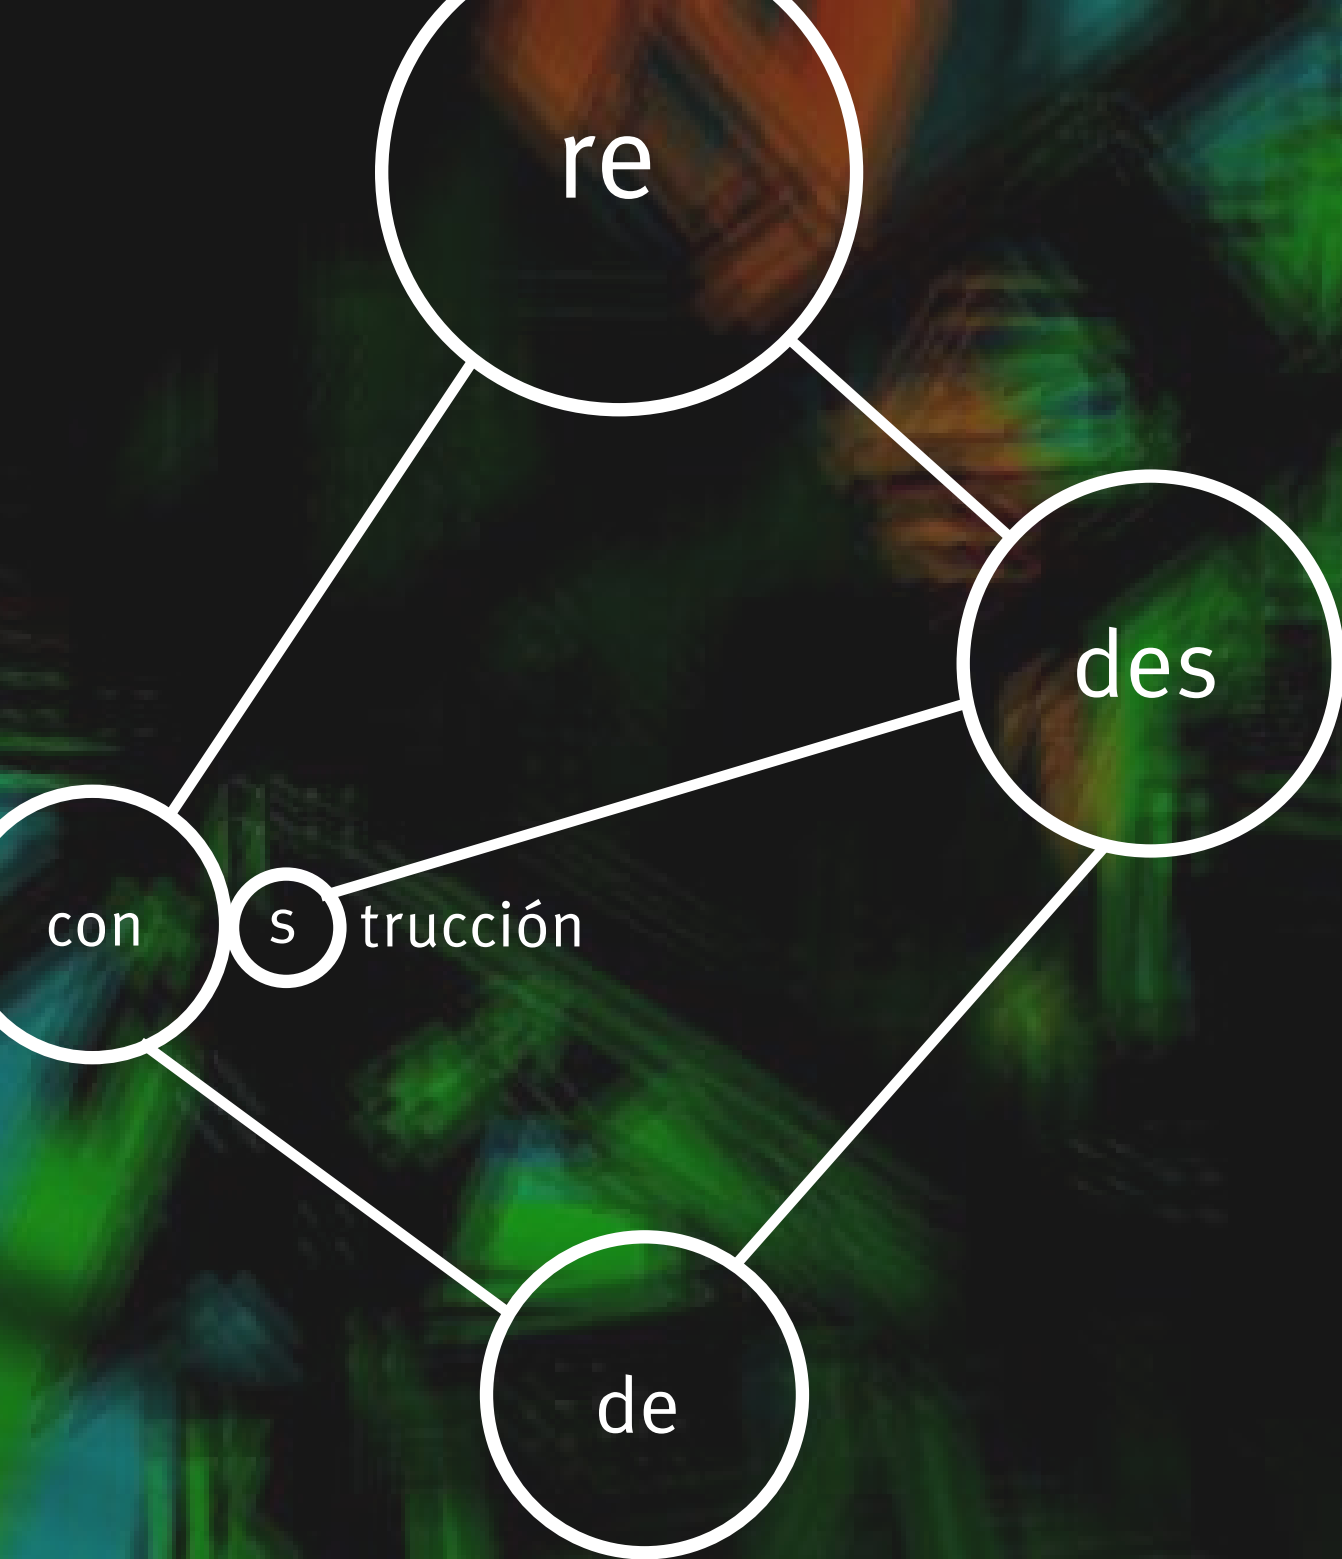 re
des
con s trucción
de